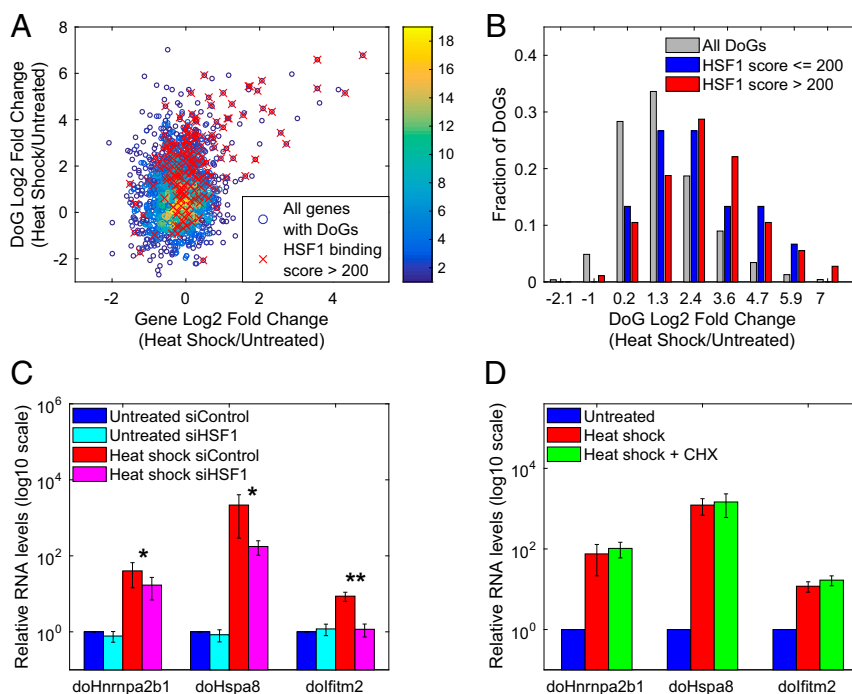 A
DoG Log2 Fold Change
(Heat Shock/Untreated)
8
6
4
2
0
-2
-2 0 2 4
Gene Log2 Fold Change
(Heat Shock/Untreated)
All genes
with DoGs
HSF1 binding
score > 200
18
16
14
12
10
8
6
4
2
B
Fraction of DoGs
0.4
0.3
0.2
0.1
0
-2.1 -1 0.2 1.3 2.4 3.6 4.7 5.9 7
DoG Log2 Fold Change
(Heat Shock/Untreated)
All DoGs
HSF1 score <= 200
HSF1 score > 200
C
Relative RNA levels (log10 scale)
10^6
10^4
10^2
10^0
Untreated siControl
Untreated siHSF1
Heat shock siControl
Heat shock siHSF1
*
*
**
doHnrnpa2b1 doHspa8 doIfitm2
D
Relative RNA levels (log10 scale)
10^4
10^2
10^0
Untreated
Heat shock
Heat shock + CHX
doHnrnpa2b1 doHspa8 doIfitm2